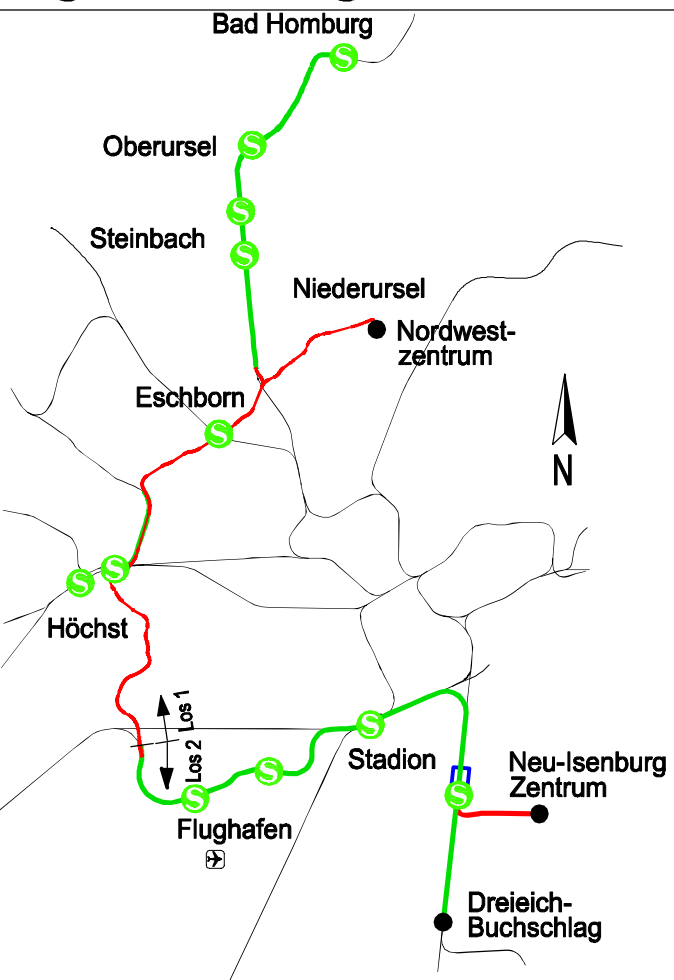 Bad Homburg
S
Oberursel
S
S
Steinbach
S
Niederursel
Nordwest-
zentrum
Eschborn
S
N
S
S
Höchst
Los 1
Los 2
S
Stadion
S
S
Flughafen
Neu-Isenburg
Zentrum
S
Dreieich-
Buchschlag